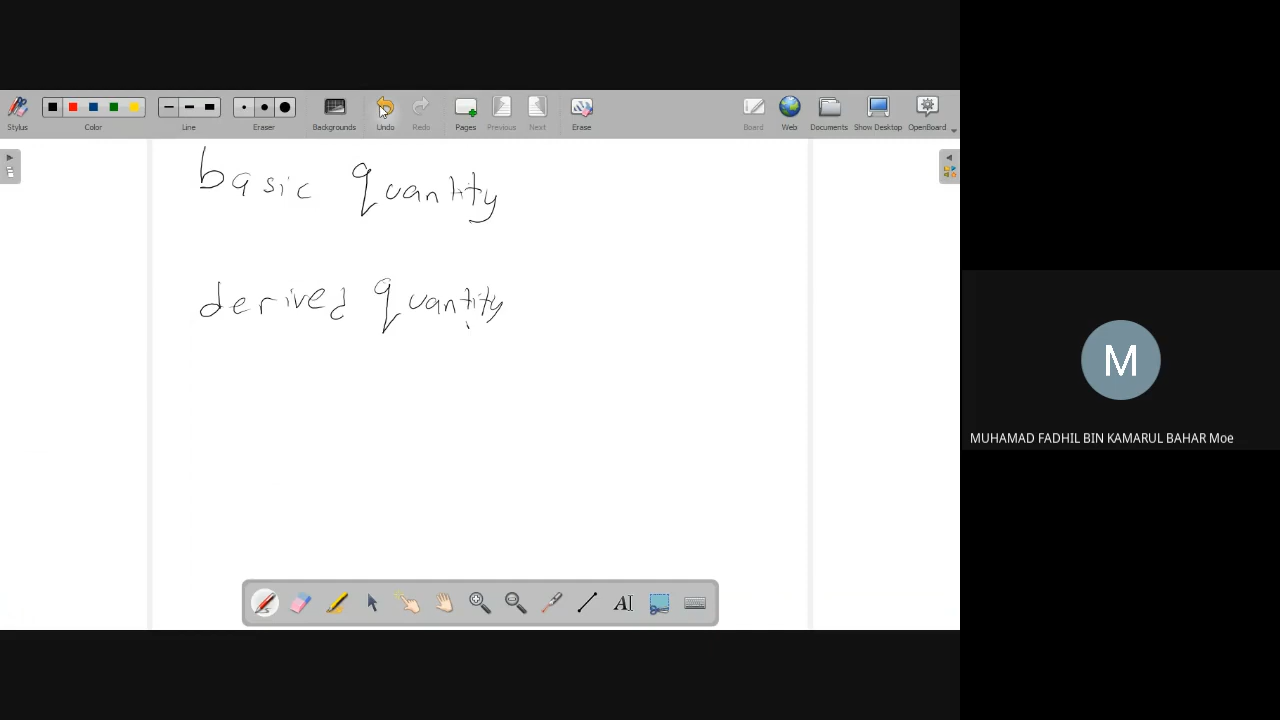 Stylus Color Line Eraser Backgrounds Undo Redo Pages Previous Next Erase Board Web Documents Show Desktop OpenBoard
basic quantity
derived quantity
M
MUHAMAD FADHIL BIN KAMARUL BAHAR Moe
AI